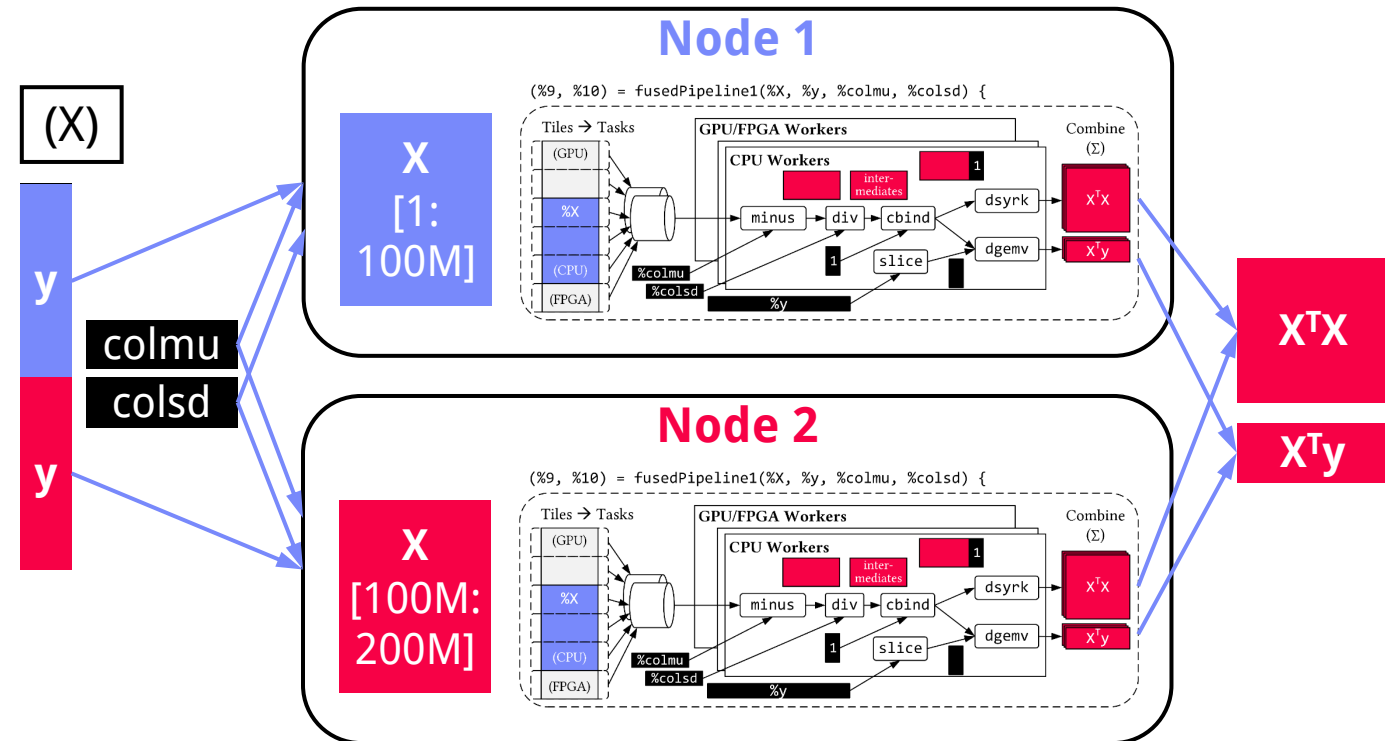 (X)
y
y
colmu
colsd
Node 1
X
[1:
100M]
(%9, %10) = fusedPipeline1(%X, %y, %colmu, %colsd) {
Tiles → Tasks
(GPU)
%X
(CPU)
(FPGA)
GPU/FPGA Workers
CPU Workers
inter-
mediates
1
minus
div
cbind
dsyrk
dgemv
slice
1
%colmu
%colsd
%y
Combine
(Σ)
XᵀX
Xᵀy
Node 2
X
[100M:
200M]
(%9, %10) = fusedPipeline1(%X, %y, %colmu, %colsd) {
Tiles → Tasks
(GPU)
%X
(CPU)
(FPGA)
GPU/FPGA Workers
CPU Workers
inter-
mediates
1
minus
div
cbind
dsyrk
dgemv
slice
1
%colmu
%colsd
%y
Combine
(Σ)
XᵀX
Xᵀy
XᵀX
Xᵀy